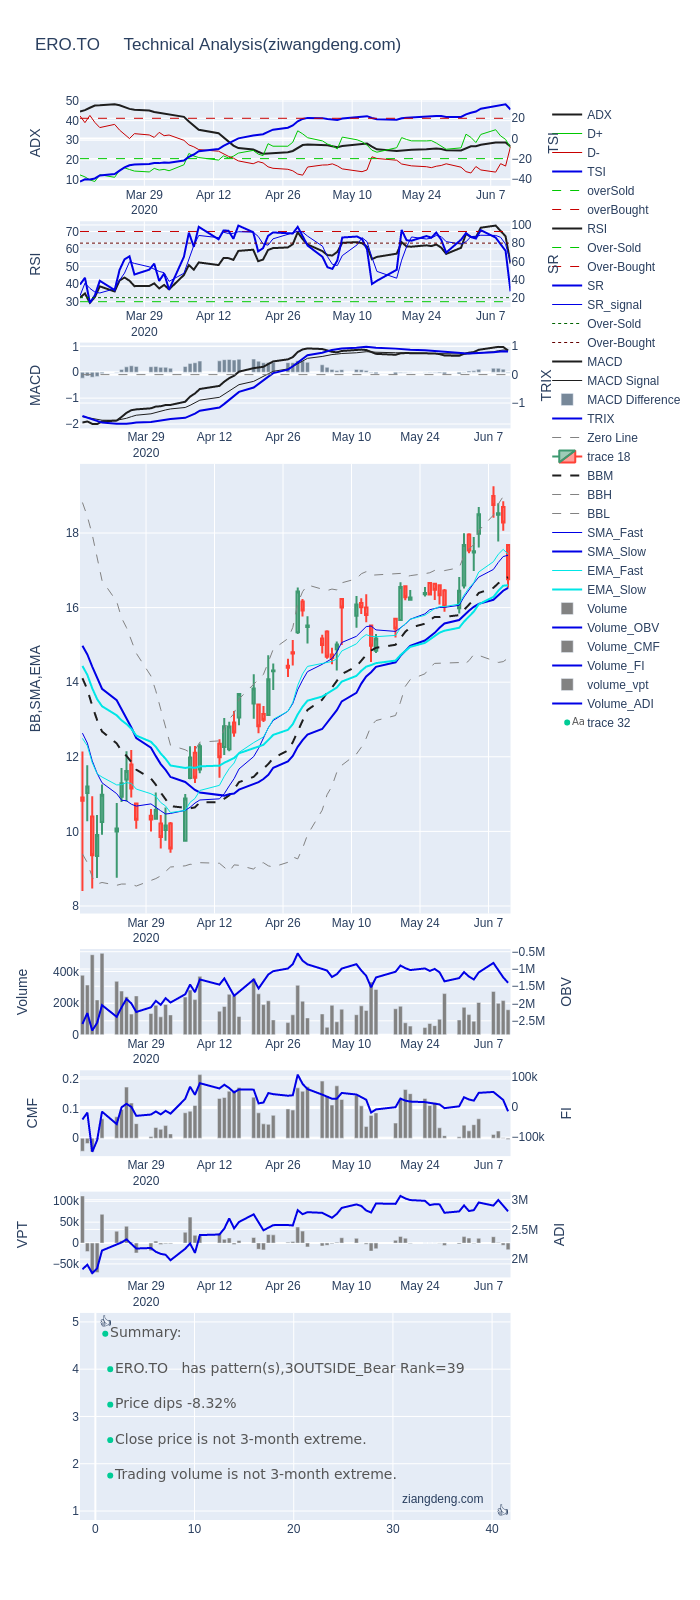 ERO.TO Technical Analysis(ziwangdeng.com)
50
40
30
20
10
ADX
20
0
−20
−40
TSI
Mar 29
2020
Apr 12
Apr 26
May 10
May 24
Jun 7
70
60
50
40
30
RSI
100
80
60
40
20
SR
Mar 29
2020
Apr 12
Apr 26
May 10
May 24
Jun 7
1
0
−1
−2
MACD
1
0
−1
TRIX
Mar 29
2020
Apr 12
Apr 26
May 10
May 24
Jun 7
18
16
14
12
10
8
BB,SMA,EMA
Mar 29
2020
Apr 12
Apr 26
May 10
May 24
Jun 7
400k
200k
0
Volume
−0.5M
−1M
−1.5M
−2M
−2.5M
OBV
Mar 29
2020
Apr 12
Apr 26
May 10
May 24
Jun 7
0.2
0.1
0
CMF
100k
0
−100k
FI
Mar 29
2020
Apr 12
Apr 26
May 10
May 24
Jun 7
100k
50k
0
−50k
VPT
3M
2.5M
2M
ADI
Mar 29
2020
Apr 12
Apr 26
May 10
May 24
Jun 7
5
4
3
2
1
👍
Summary:
ERO.TO has pattern(s),3OUTSIDE_Bear Rank=39
Price dips -8.32%
Close price is not 3-month extreme.
Trading volume is not 3-month extreme.
ziangdeng.com
👍
0
10
20
30
40
ADX
D+
D-
TSI
overSold
overBought
RSI
Over-Sold
Over-Bought
SR
SR_signal
Over-Sold
Over-Bought
MACD
MACD Signal
MACD Difference
TRIX
Zero Line
trace 18
BBM
BBH
BBL
SMA_Fast
SMA_Slow
EMA_Fast
EMA_Slow
Volume
Volume_OBV
Volume_CMF
Volume_FI
volume_vpt
Volume_ADI
Aa trace 32